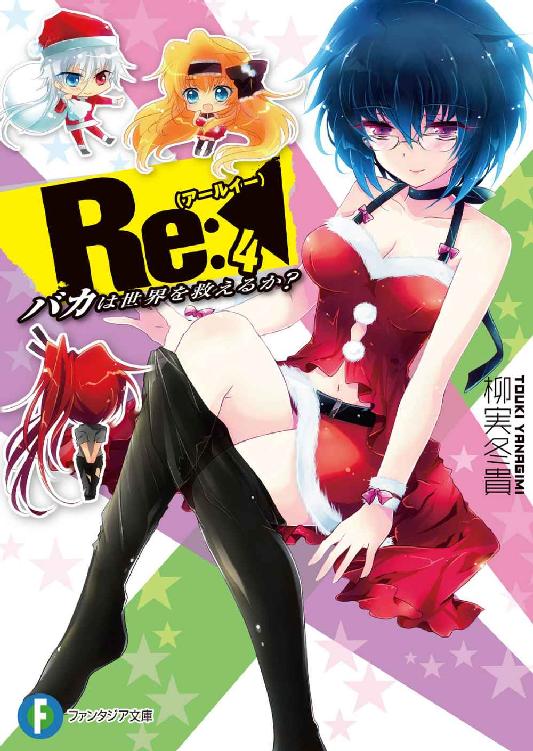 (アールイー)
Re:
4
バカは世界を救えるか?
柳実冬貴
TOUKI YANAGIMI
F
ファンタジア文庫